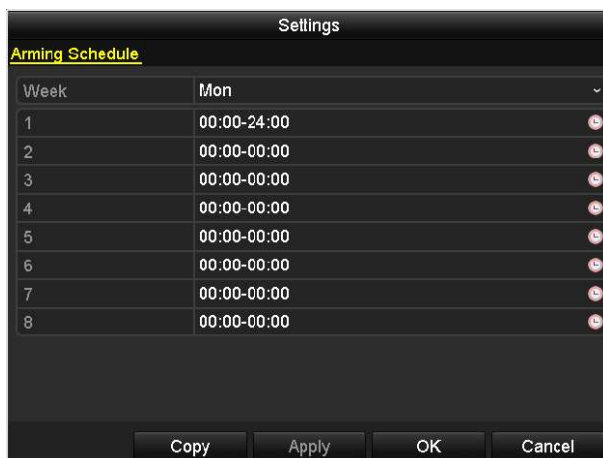 Settings
Arming Schedule
Week Mon
1 00:00-24:00
2 00:00-00:00
3 00:00-00:00
4 00:00-00:00
5 00:00-00:00
6 00:00-00:00
7 00:00-00:00
8 00:00-00:00
Copy Apply OK Cancel